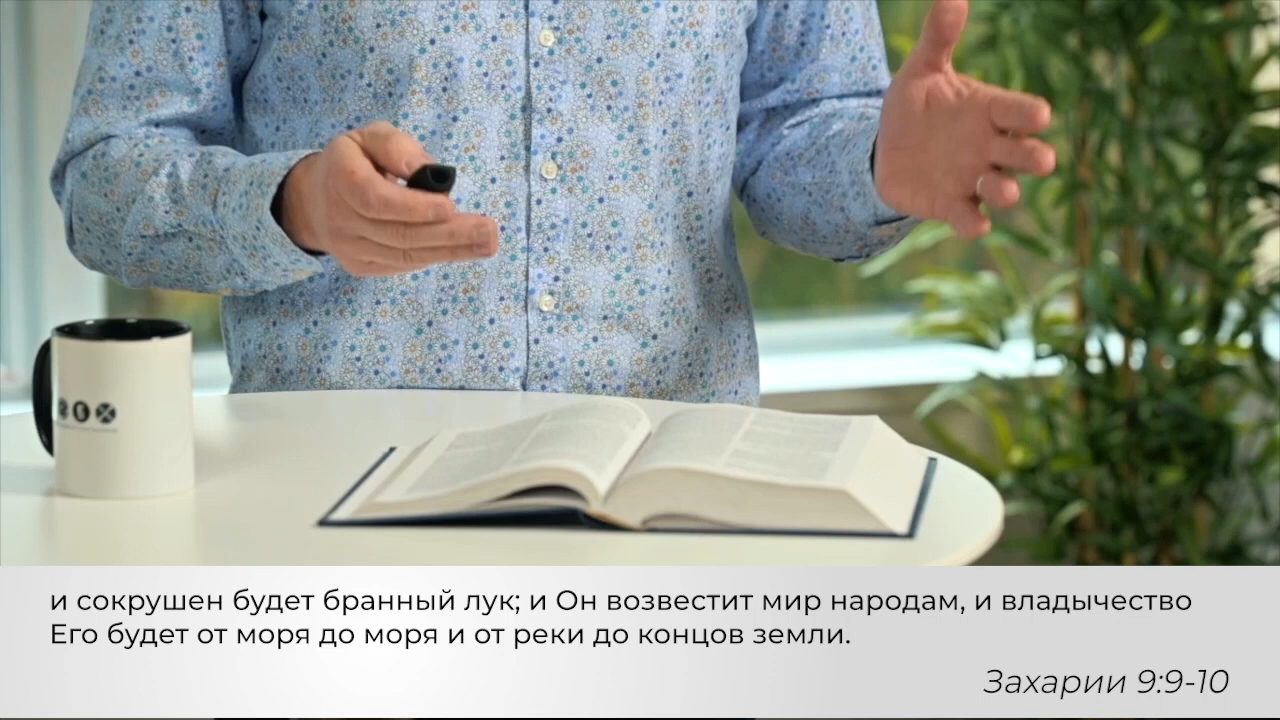 и сокрушен будет бранный лук; и Он возвестит мир народам, и владычество
Его будет от моря до моря и от реки до концов земли.
Захарии 9:9-10